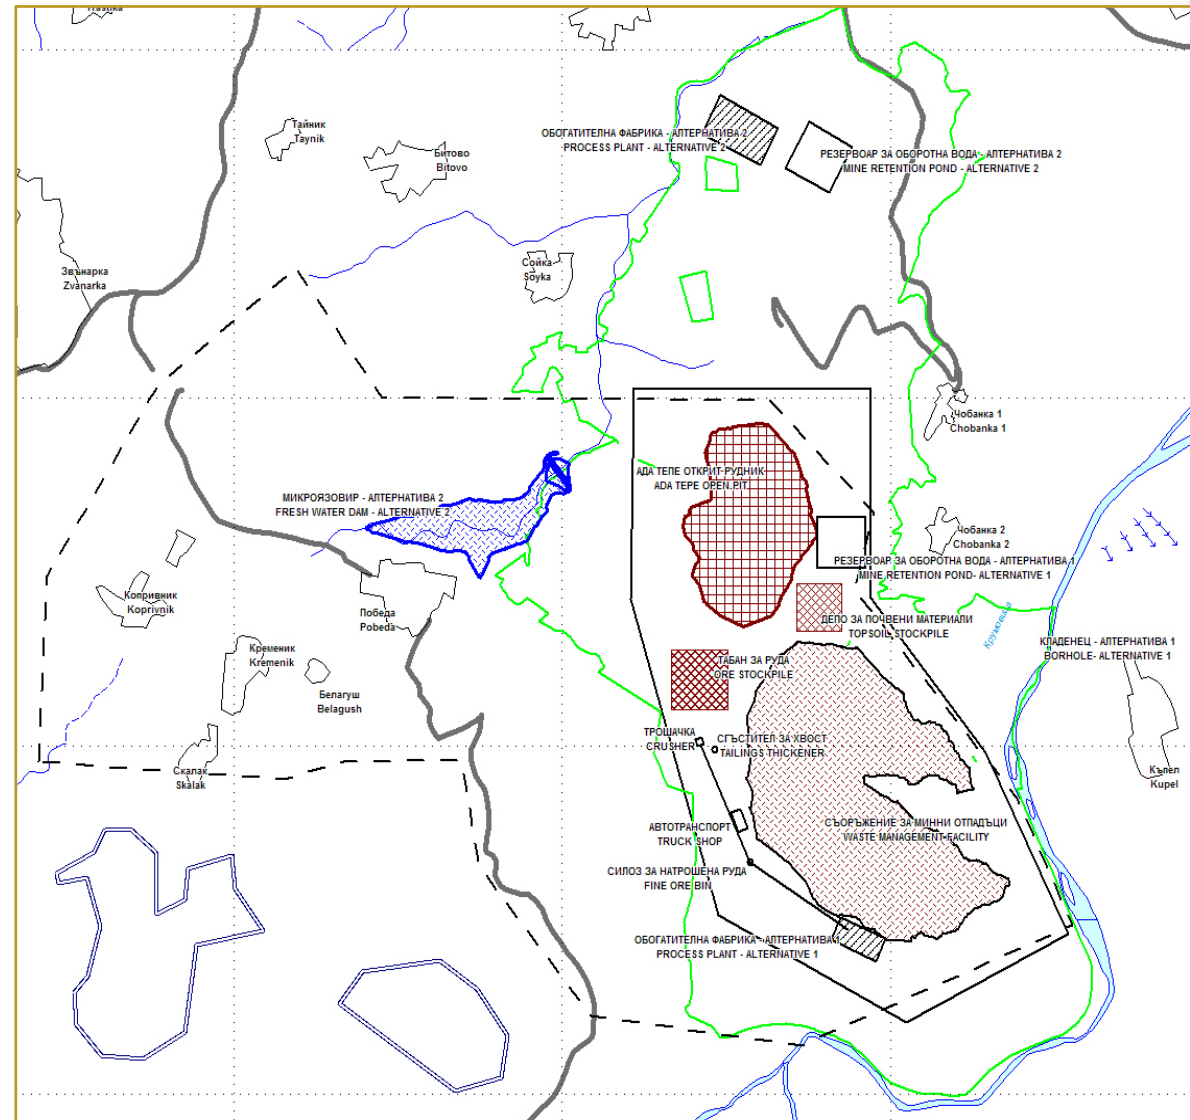 Тайник
Taynik
Битово
Bitovo
ОБОГАТИТЕЛНА ФАБРИКА - АЛТЕРНАТИВА 2
PROCESS PLANT - ALTERNATIVE 2
РЕЗЕРВОАР ЗА ОБОРОТНА ВОДА - АЛТЕРНАТИВА 2
MINE RETENTION POND - ALTERNATIVE 2
Звънарка
Zvanarka
Сойка
Soyka
Чобанка 1
Chobanka 1
АДА ТЕПЕ ОТКРИТ РУДНИК
ADA TEPE OPEN PIT
МИКРОЯЗОВИР - АЛТЕРНАТИВА 2
FRESH WATER DAM - ALTERNATIVE 2
Чобанка 2
Chobanka 2
РЕЗЕРВОАР ЗА ОБОРОТНА ВОДА - АЛТЕРНАТИВА 1
MINE RETENTION POND- ALTERNATIVE 1
Копривник
Koprivnik
Победа
Pobeda
ДЕПО ЗА ПОЧВЕНИ МАТЕРИАЛИ
TOPSOIL STOCKPILE
КЛАДЕНЕЦ - АЛТЕРНАТИВА 1
BOREHOLE- ALTERNATIVE 1
Кременик
Kremenik
ТАБАН ЗА РУДА
ORE STOCKPILE
Белагуш
Belagush
ТРОШАЧКА
CRUSHER
СГЪСТИТЕЛ ЗА ХВОСТ
TAILINGS THICKENER
Скалак
Skalak
Къпел
Kupel
АВТОТРАНСПОРТ
TRUCK SHOP
СЪОРЪЖЕНИЕ ЗА МИННИ ОТПАДЪЦИ
WASTE MANAGEMENT FACILITY
СИЛОЗ ЗА НАТРОШЕНА РУДА
FINE ORE BIN
ОБОГАТИТЕЛНА ФАБРИКА - АЛТЕРНАТИВА 1
PROCESS PLANT - ALTERNATIVE 1